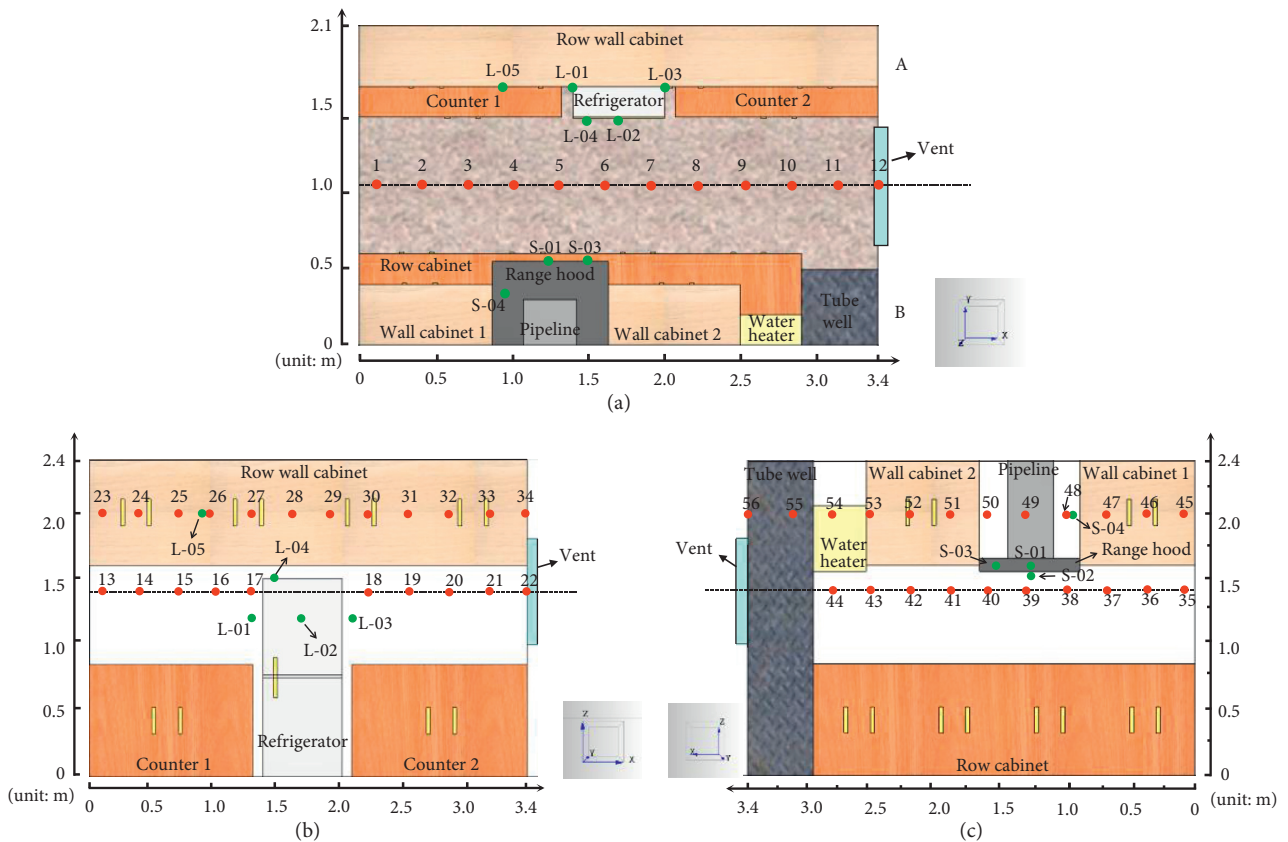 2.1
Row wall cabinet
A
L-05
L-01
L-03
1.5
Counter 1
Refrigerator
Counter 2
L-04
L-02
Vent
1 2 3 4 5 6 7 8 9 10 11 12
1.0
S-01 S-03
0.5
Row cabinet
Range hood
S-04
Tube
well
B
Wall cabinet 1
Pipeline
Wall cabinet 2
Water
heater
Y
X
Z
0
(unit: m)
0 0.5 1.0 1.5 2.0 2.5 3.0 3.4
(a)
2.4
Row wall cabinet
23 24 25 26 27 28 29 30 31 32 33 34
2.0
L-05
L-04
Vent
1.5
13 14 15 16 17 18 19 20 21 22
L-01
L-02
L-03
1.0
0.5
Refrigerator
Counter 1
Counter 2
0
Z
Y
X
(unit: m)
0 0.5 1.0 1.5 2.0 2.5 3.0 3.4
(b)
2.4
Tube well
Wall cabinet 2
Pipeline
Wall cabinet 1
56 55 54 53 52 51 50 49 48 47 46 45
2.0
S-04
Vent
Water
heater
S-03
S-01
Range hood
S-02
1.5
44 43 42 41 40 39 38 37 36 35
1.0
0.5
Row cabinet
0
Z
X
Y
3.4 2.5 2.0 1.5 1.0 0.5 0
(unit: m)
(c)